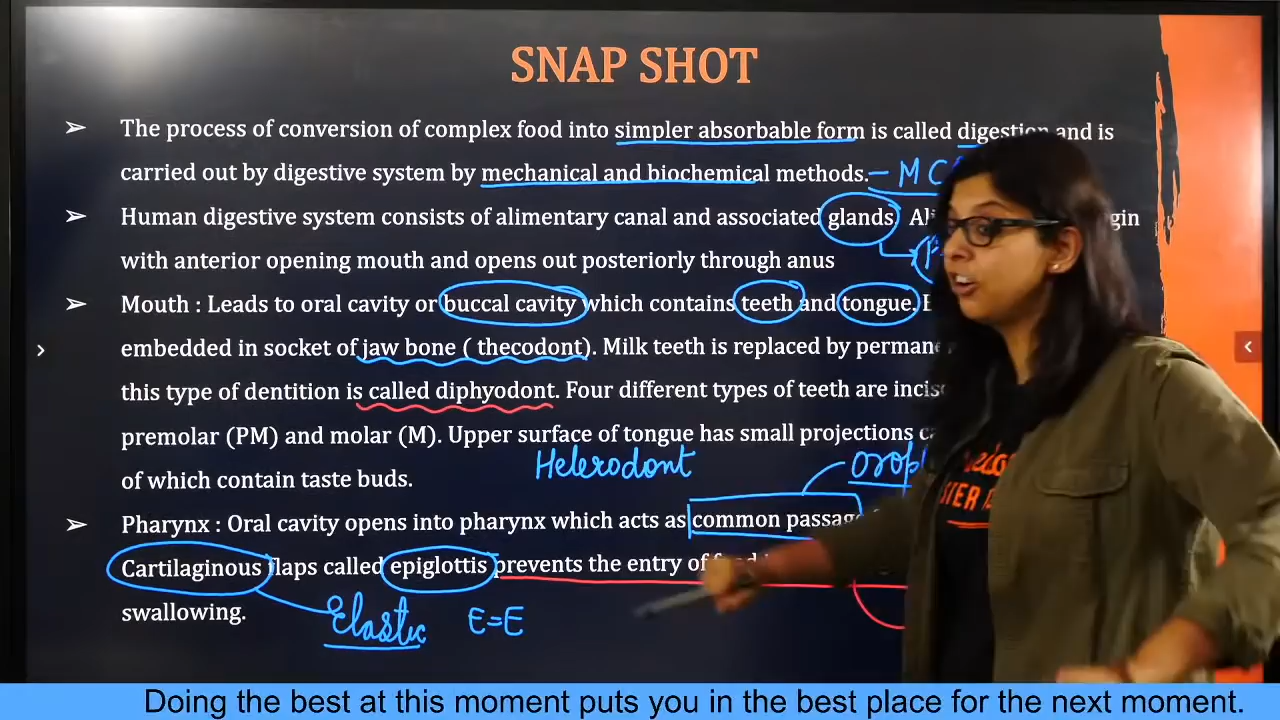 SNAP SHOT
➢ The process of conversion of complex food into simpler absorbable form is called digestion and is
carried out by digestive system by mechanical and biochemical methods. - MC
➢ Human digestive system consists of alimentary canal and associated glands
with anterior opening mouth and opens out posteriorly through anus
➢ Mouth : Leads to oral cavity or buccal cavity which contains teeth and tongue.
embedded in socket of jaw bone ( thecodont). Milk teeth is replaced by
this type of dentition is called diphyodont. Four different types of teeth are
premolar (PM) and molar (M). Upper surface of tongue has small projections
of which contain taste buds.
Heterodont
➢ Pharynx : Oral cavity opens into pharynx which acts as common passage
Cartilaginous flaps called epiglottis prevents the entry of food
swallowing.
Elastic E=E
Doing the best at this moment puts you in the best place for the next moment.